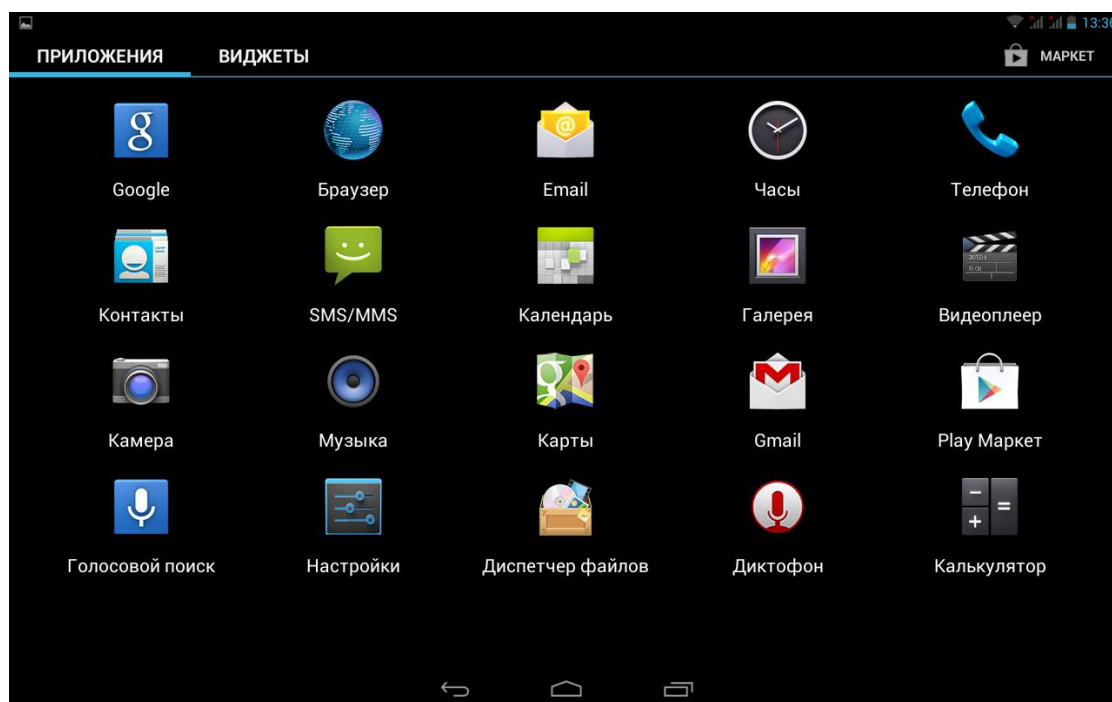 13:36
ПРИЛОЖЕНИЯ ВИДЖЕТЫ МАРКЕТ
Google Браузер Email Часы Телефон
Контакты SMS/MMS Календарь Галерея Видеоплеер
Камера Музыка Карты Gmail Play Маркет
Голосовой поиск Настройки Диспетчер файлов Диктофон Калькулятор